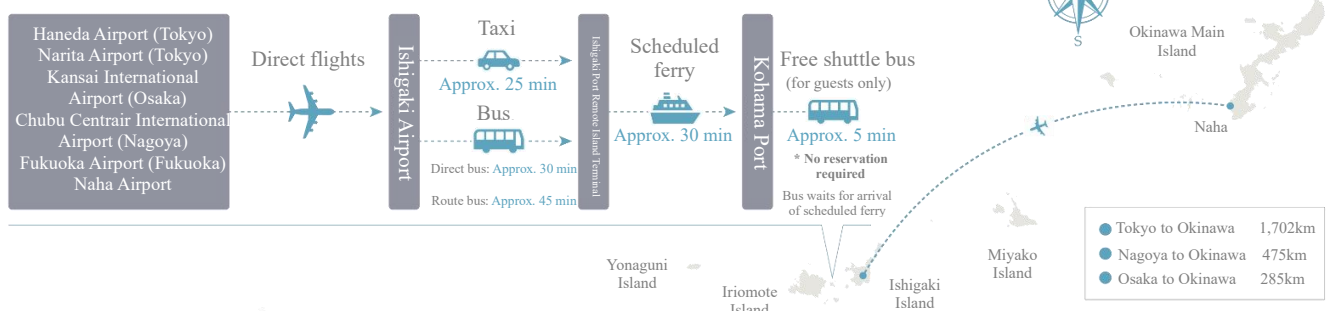 Haneda Airport (Tokyo)
Narita Airport (Tokyo)
Kansai International
Airport (Osaka)
Chubu Centrair International
Airport (Nagoya)
Fukuoka Airport (Fukuoka)
Naha Airport
Direct flights
Ishigaki Airport
Taxi
Approx. 25 min
Bus
Direct bus: Approx. 30 min
Route bus: Approx. 45 min
Ishigaki Port Remote Island Terminal
Scheduled
ferry
Approx. 30 min
Kohama Port
Free shuttle bus
(for guests only)
Approx. 5 min
* No reservation
required
Bus waits for arrival
of scheduled ferry
S
Okinawa Main
Island
Naha
Miyako
Island
Yonaguni
Island
Iriomote
Island
Ishigaki
Island
Tokyo to Okinawa 1,702km
Nagoya to Okinawa 475km
Osaka to Okinawa 285km